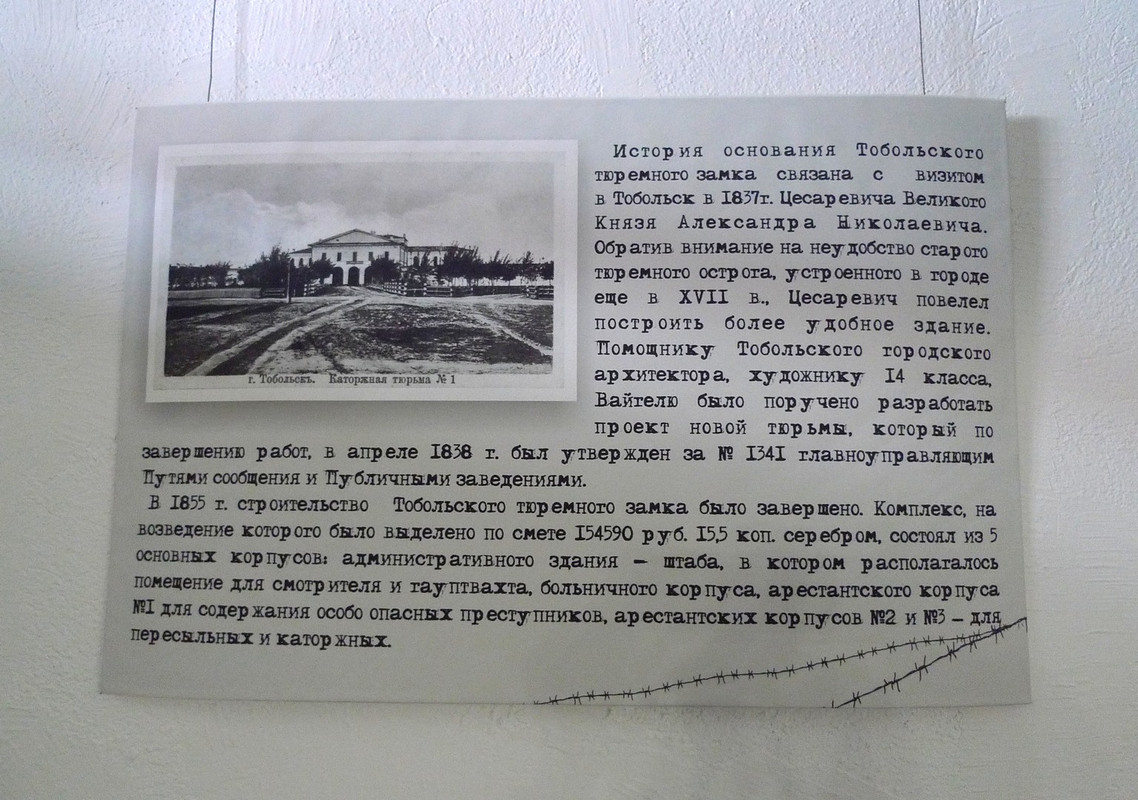 История основания Тобольского
тюремного замка связана с визитом
в Тобольск в 1837г. Цесаревича Великого
Князя Александра Николаевича.
Обратив внимание на неудобство старого
тюремного острога, устроенного в городе
еще в XVII в., Цесаревич повелел
построить более удобное здание.
Помощнику Тобольского городского
архитектора, художнику 14 класса,
Вайгелю было поручено разработать
проект новой тюрьмы, который по
г. Тобольскъ. Каторжная тюрьма № 1
завершению работ, в апреле 1838 г. был утвержден за № 1341 главноуправляющим
Путями сообщения и Публичными заведениями.
В 1855 г. строительство Тобольского тюремного замка было завершено. Комплекс, на
возведение которого было выделено по смете 154590 руб. 15,5 коп. серебром, состоял из 5
основных корпусов: административного здания – штаба, в котором располагалось
помещение для смотрителя и гауптвахта, больничного корпуса, арестантского корпуса
№1 для содержания особо опасных преступников, арестантских корпусов №2 и №3 – для
пересыльных и каторжных.